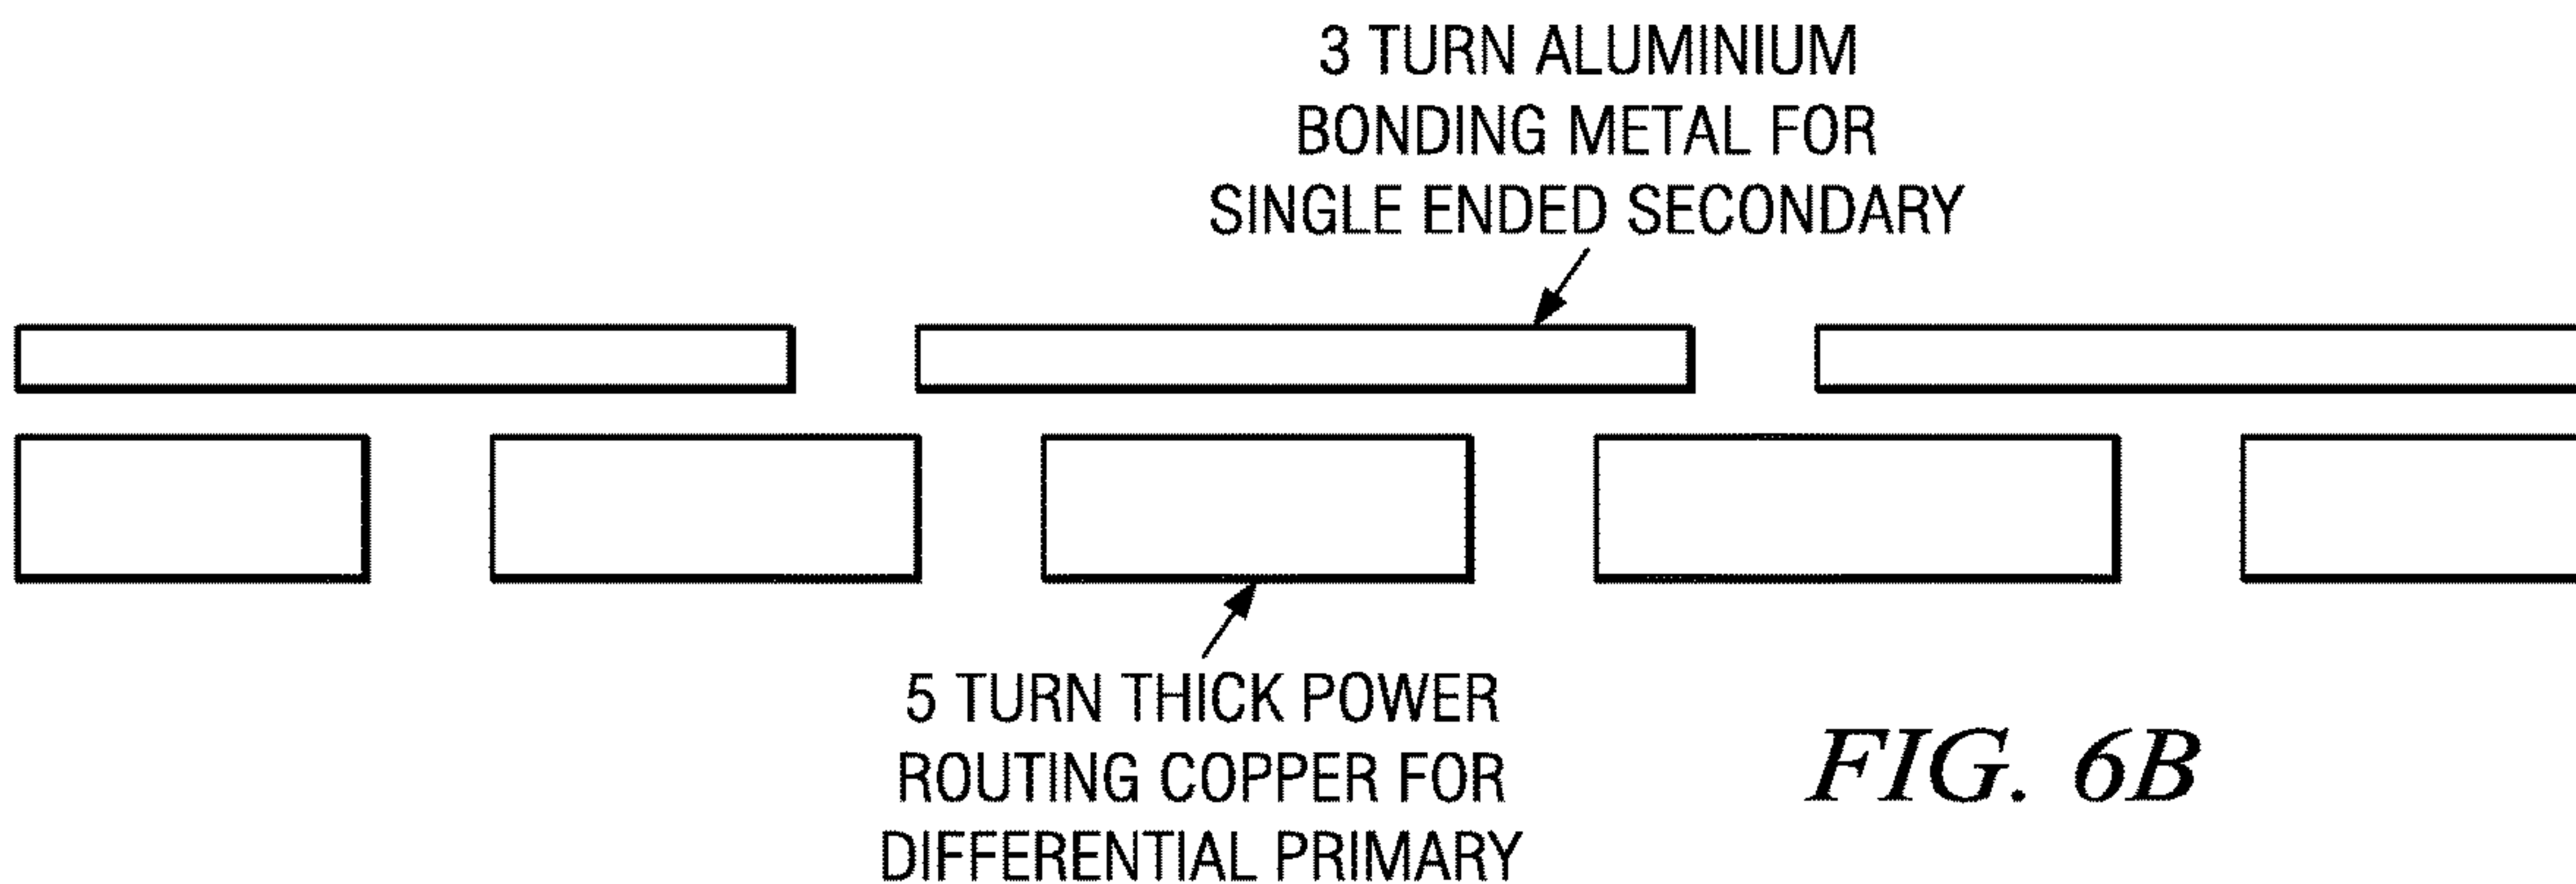 3 TURN ALUMINIUM
BONDING METAL FOR
SINGLE ENDED SECONDARY
5 TURN THICK POWER
ROUTING COPPER FOR
DIFFERENTIAL PRIMARY
FIG. 6B